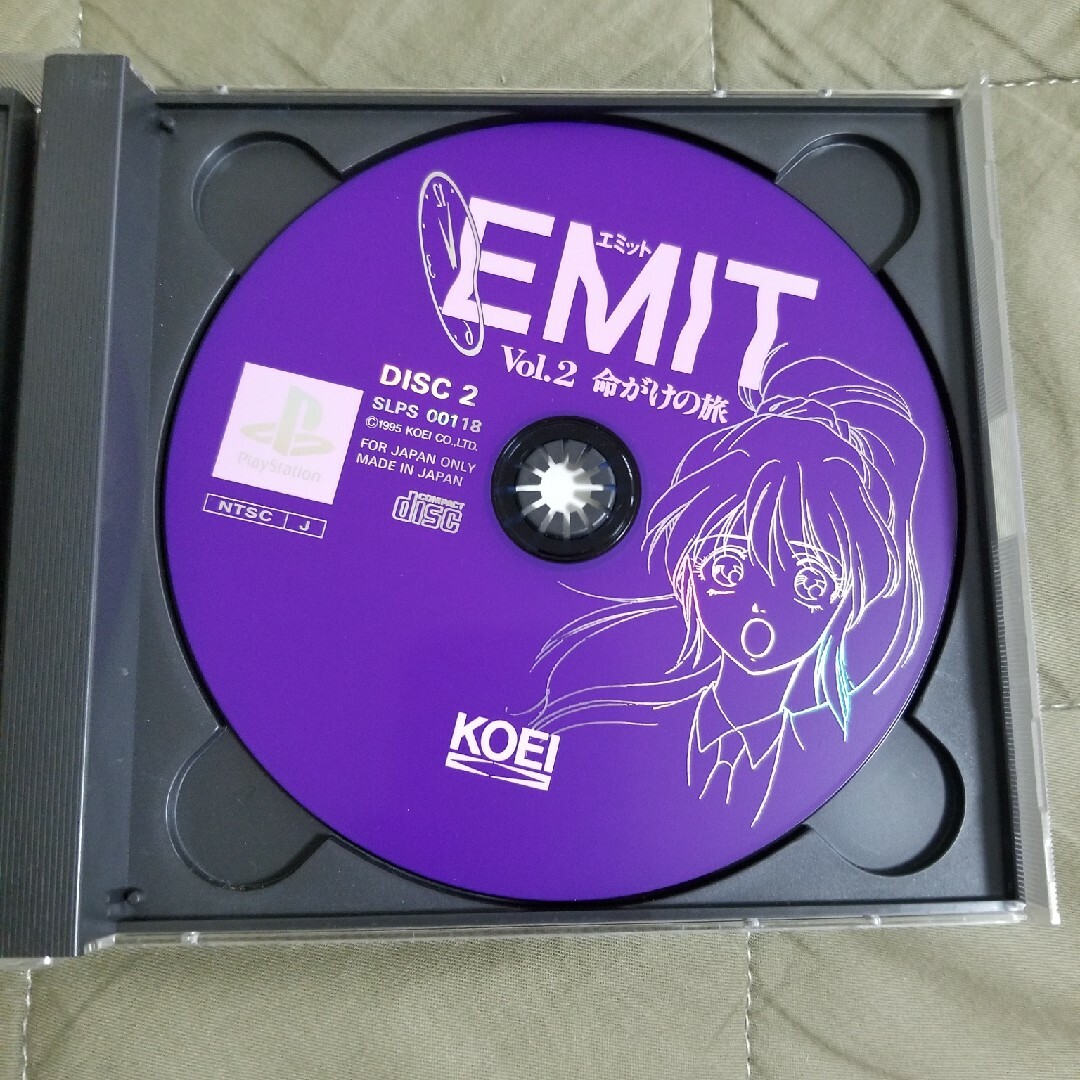 エミット
EMIT
Vol.2 命がけの旅
DISC 2
SLPS 00118
©1995 KOEI CO.,LTD.
FOR JAPAN ONLY
MADE IN JAPAN
PlayStation
NTSC J
COMPACT
disc
KOEI